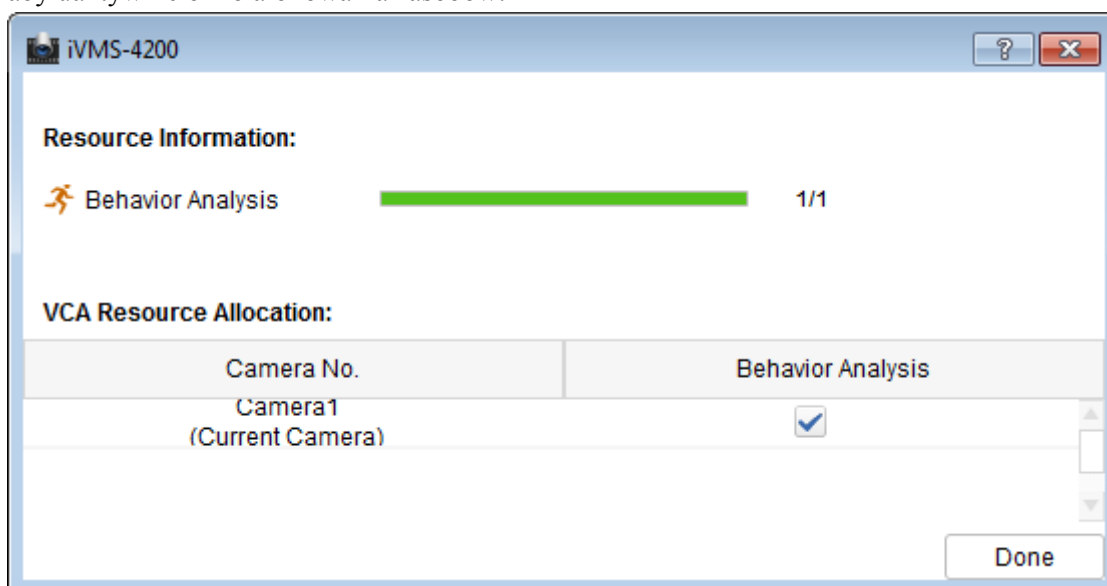 iVMS-4200
Resource Information:
Behavior Analysis 1/1
VCA Resource Allocation:
Camera No. Behavior Analysis
Camera1
(Current Camera)
Done